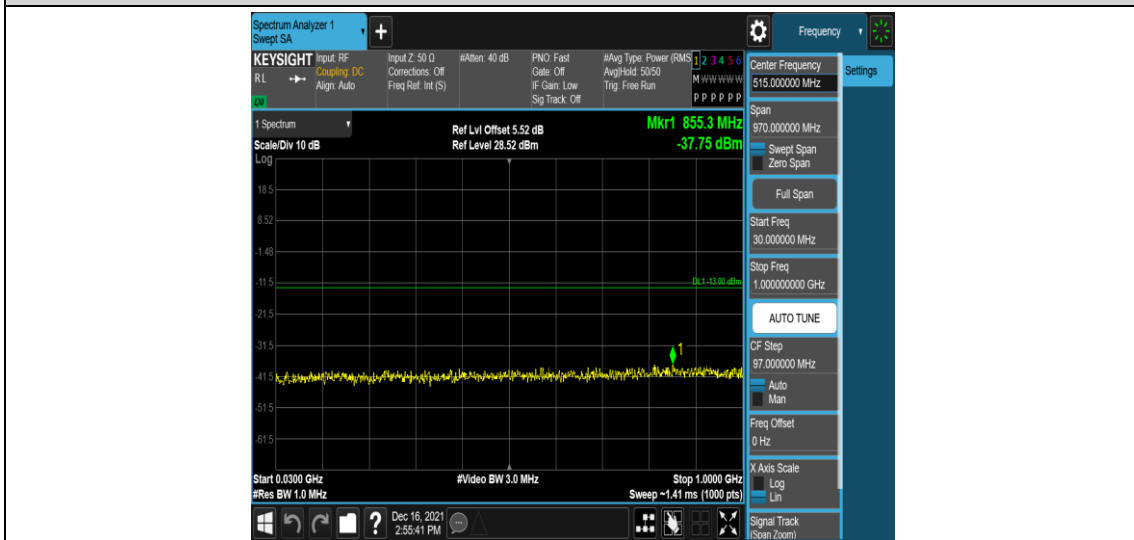 Spectrum Analyzer 1
Swept SA
+
Frequency
KEYSIGHT
RL
Input: RF
Coupling: DC
Align: Auto
Input Z: 50 Ω
Corrections: Off
Freq Ref: Int (S)
#Atten: 40 dB
PNO: Fast
Gate: Off
IF Gain: Low
Sig Track: Off
#Avg Type: Power (RMS
Avg|Hold: 50/50
Trig: Free Run
1 2 3 4 5 6
M W W W W W
P P P P P P
Center Frequency
515.000000 MHz
Settings
Span
970.000000 MHz
Swept Span
Zero Span
Full Span
Start Freq
30.000000 MHz
Stop Freq
1.000000000 GHz
AUTO TUNE
CF Step
97.000000 MHz
Auto
Man
Freq Offset
0 Hz
X Axis Scale
Log
Lin
Signal Track
(Span Zoom)
1 Spectrum
Scale/Div 10 dB
Ref Lvl Offset 5.52 dB
Ref Level 28.52 dBm
Mkr1 855.3 MHz
-37.75 dBm
Log
18.5
8.52
-1.48
-11.5
DL1 -13.00 dBm
-21.5
-31.5
1
-41.5
-51.5
-61.5
Start 0.0300 GHz
#Video BW 3.0 MHz
Stop 1.0000 GHz
#Res BW 1.0 MHz
Sweep ~1.41 ms (1000 pts)
?
Dec 16, 2021
2:55:41 PM